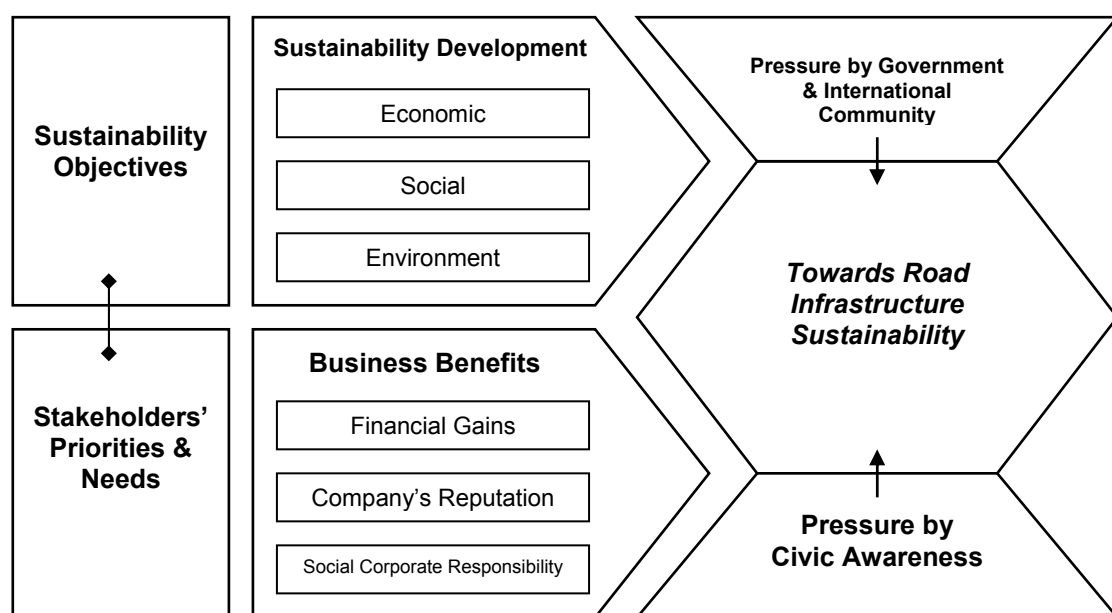 Sustainability
Objectives
Sustainability Development
Economic
Social
Environment
Pressure by Government
& International
Community
Towards Road
Infrastructure
Sustainability
Stakeholders’
Priorities &
Needs
Business Benefits
Financial Gains
Company’s Reputation
Social Corporate Responsibility
Pressure by
Civic Awareness